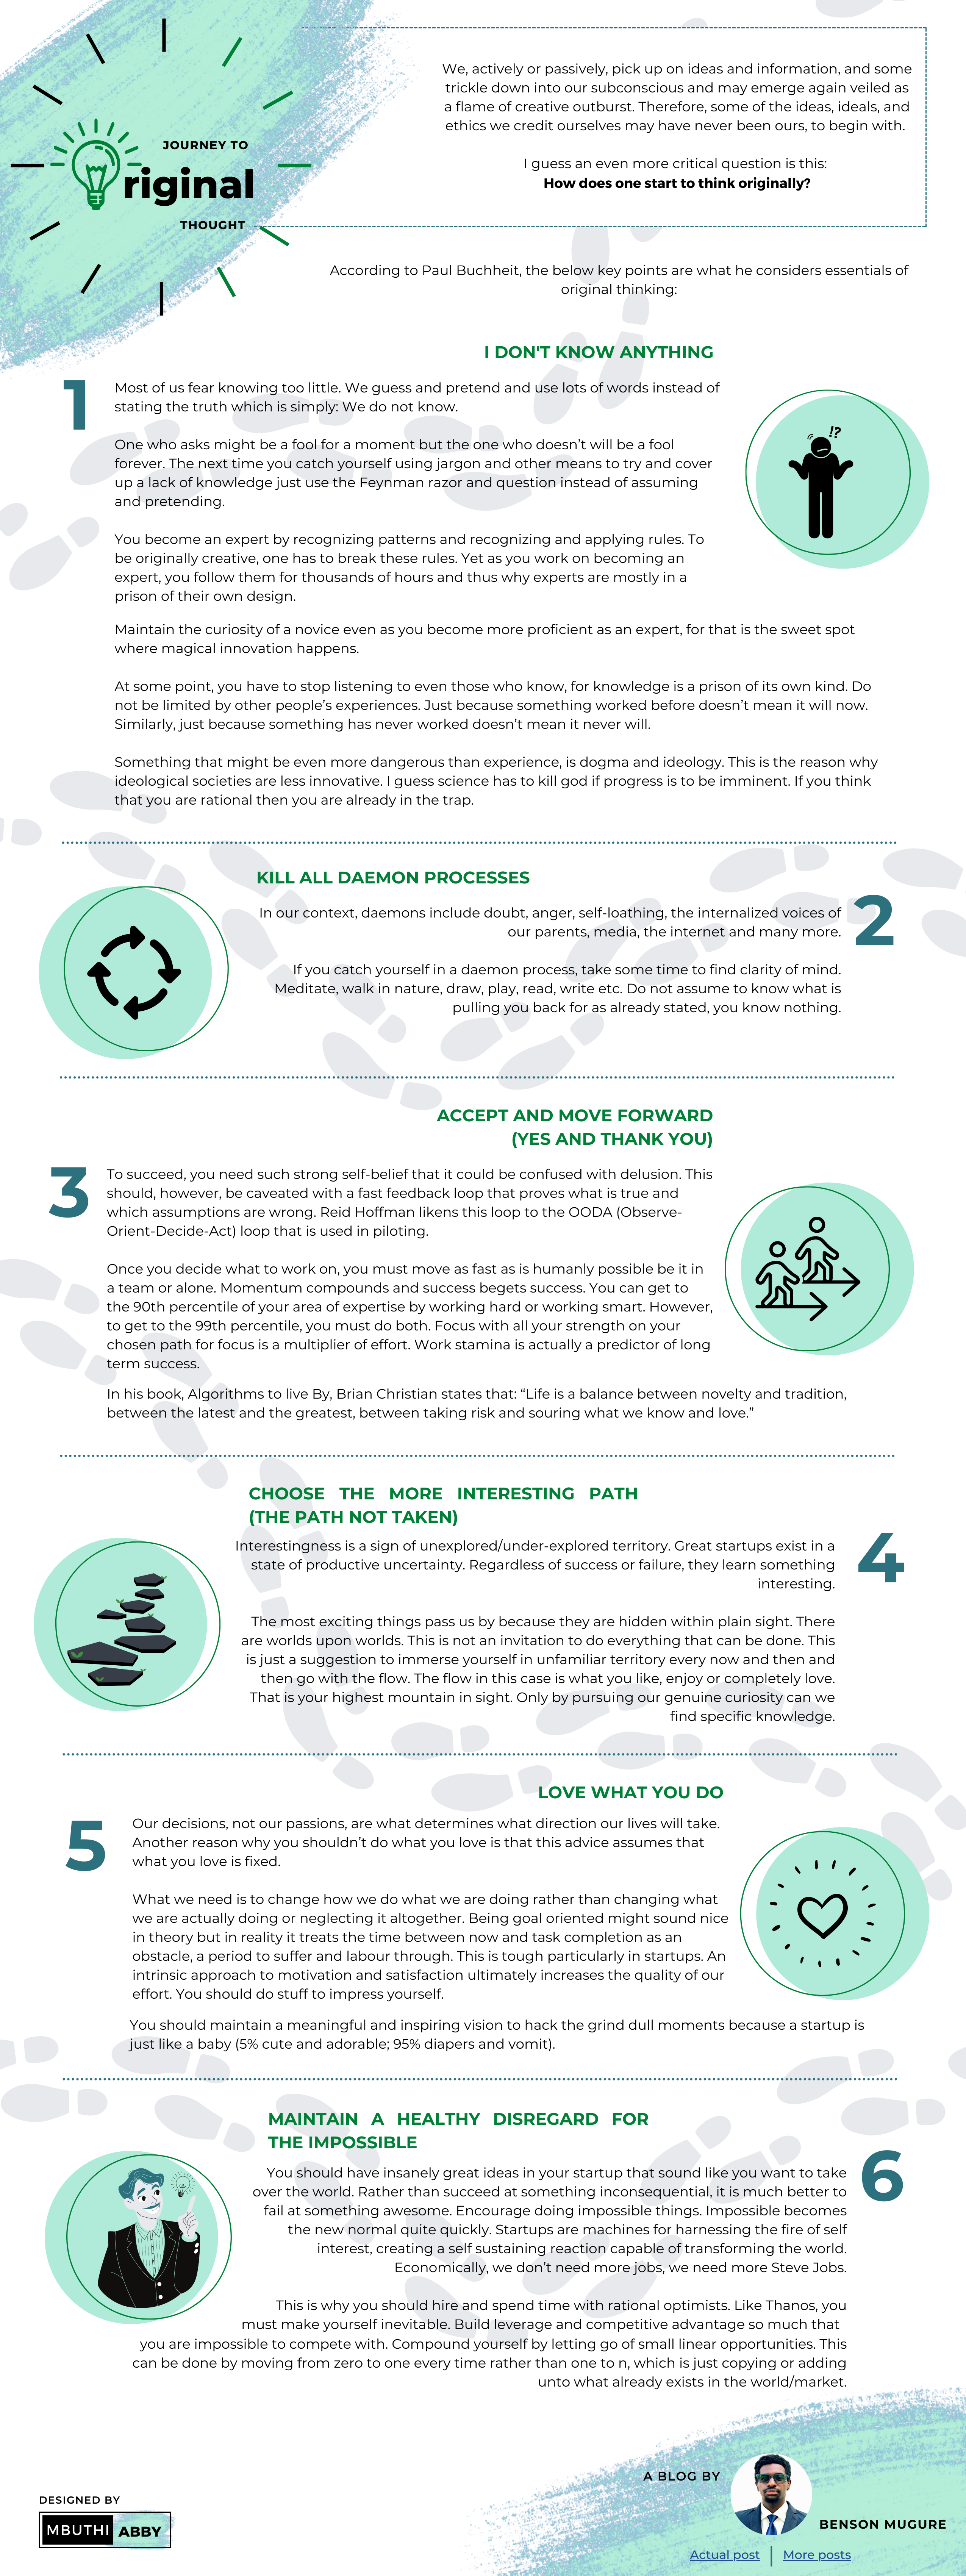 JOURNEY TO
riginal
THOUGHT
We, actively or passively, pick up on ideas and information, and some
trickle down into our subconscious and may emerge again veiled as
a flame of creative outburst. Therefore, some of the ideas, ideals, and
ethics we credit ourselves may have never been ours, to begin with.
I guess an even more critical question is this:
How does one start to think originally?
According to Paul Buchheit, the below key points are what he considers essentials of
original thinking:
I DON'T KNOW ANYTHING
1
Most of us fear knowing too little. We guess and pretend and use lots of words instead of
stating the truth which is simply: We do not know.
One who asks might be a fool for a moment but the one who doesn’t will be a fool
forever. The next time you catch yourself using jargon and other means to try and cover
up a lack of knowledge just use the Feynman razor and question instead of assuming
and pretending.
You become an expert by recognizing patterns and recognizing and applying rules. To
be originally creative, one has to break these rules. Yet as you work on becoming an
expert, you follow them for thousands of hours and thus why experts are mostly in a
prison of their own design.
Maintain the curiosity of a novice even as you become more proficient as an expert, for that is the sweet spot
where magical innovation happens.
At some point, you have to stop listening to even those who know, for knowledge is a prison of its own kind. Do
not be limited by other people’s experiences. Just because something worked before doesn’t mean it will now.
Similarly, just because something has never worked doesn’t mean it never will.
Something that might be even more dangerous than experience, is dogma and ideology. This is the reason why
ideological societies are less innovative. I guess science has to kill god if progress is to be imminent. If you think
that you are rational then you are already in the trap.
!?
KILL ALL DAEMON PROCESSES
2
In our context, daemons include doubt, anger, self-loathing, the internalized voices of
our parents, media, the internet and many more.
If you catch yourself in a daemon process, take some time to find clarity of mind.
Meditate, walk in nature, draw, play, read, write etc. Do not assume to know what is
pulling you back for as already stated, you know nothing.
ACCEPT AND MOVE FORWARD
(YES AND THANK YOU)
3
To succeed, you need such strong self-belief that it could be confused with delusion. This
should, however, be caveated with a fast feedback loop that proves what is true and
which assumptions are wrong. Reid Hoffman likens this loop to the OODA (Observe-
Orient-Decide-Act) loop that is used in piloting.
Once you decide what to work on, you must move as fast as is humanly possible be it in
a team or alone. Momentum compounds and success begets success. You can get to
the 90th percentile of your area of expertise by working hard or working smart. However,
to get to the 99th percentile, you must do both. Focus with all your strength on your
chosen path for focus is a multiplier of effort. Work stamina is actually a predictor of long
term success.
In his book, Algorithms to live By, Brian Christian states that: “Life is a balance between novelty and tradition,
between the latest and the greatest, between taking risk and souring what we know and love.”
CHOOSE THE MORE INTERESTING PATH
(THE PATH NOT TAKEN)
4
Interestingness is a sign of unexplored/under-explored territory. Great startups exist in a
state of productive uncertainty. Regardless of success or failure, they learn something
interesting.
The most exciting things pass us by because they are hidden within plain sight. There
are worlds upon worlds. This is not an invitation to do everything that can be done. This
is just a suggestion to immerse yourself in unfamiliar territory every now and then and
then go with the flow. The flow in this case is what you like, enjoy or completely love.
That is your highest mountain in sight. Only by pursuing our genuine curiosity can we
find specific knowledge.
LOVE WHAT YOU DO
5
Our decisions, not our passions, are what determines what direction our lives will take.
Another reason why you shouldn’t do what you love is that this advice assumes that
what you love is fixed.
What we need is to change how we do what we are doing rather than changing what
we are actually doing or neglecting it altogether. Being goal oriented might sound nice
in theory but in reality it treats the time between now and task completion as an
obstacle, a period to suffer and labour through. This is tough particularly in startups. An
intrinsic approach to motivation and satisfaction ultimately increases the quality of our
effort. You should do stuff to impress yourself.
You should maintain a meaningful and inspiring vision to hack the grind dull moments because a startup is
just like a baby (5% cute and adorable; 95% diapers and vomit).
MAINTAIN A HEALTHY DISREGARD FOR
THE IMPOSSIBLE
6
You should have insanely great ideas in your startup that sound like you want to take
over the world. Rather than succeed at something inconsequential, it is much better to
fail at something awesome. Encourage doing impossible things. Impossible becomes
the new normal quite quickly. Startups are machines for harnessing the fire of self
interest, creating a self sustaining reaction capable of transforming the world.
Economically, we don’t need more jobs, we need more Steve Jobs.
This is why you should hire and spend time with rational optimists. Like Thanos, you
must make yourself inevitable. Build leverage and competitive advantage so much that
you are impossible to compete with. Compound yourself by letting go of small linear opportunities. This
can be done by moving from zero to one every time rather than one to n, which is just copying or adding
unto what already exists in the world/market.
DESIGNED BY
MBUTHI ABBY
A BLOG BY
BENSON MUGURE
Actual post | More posts